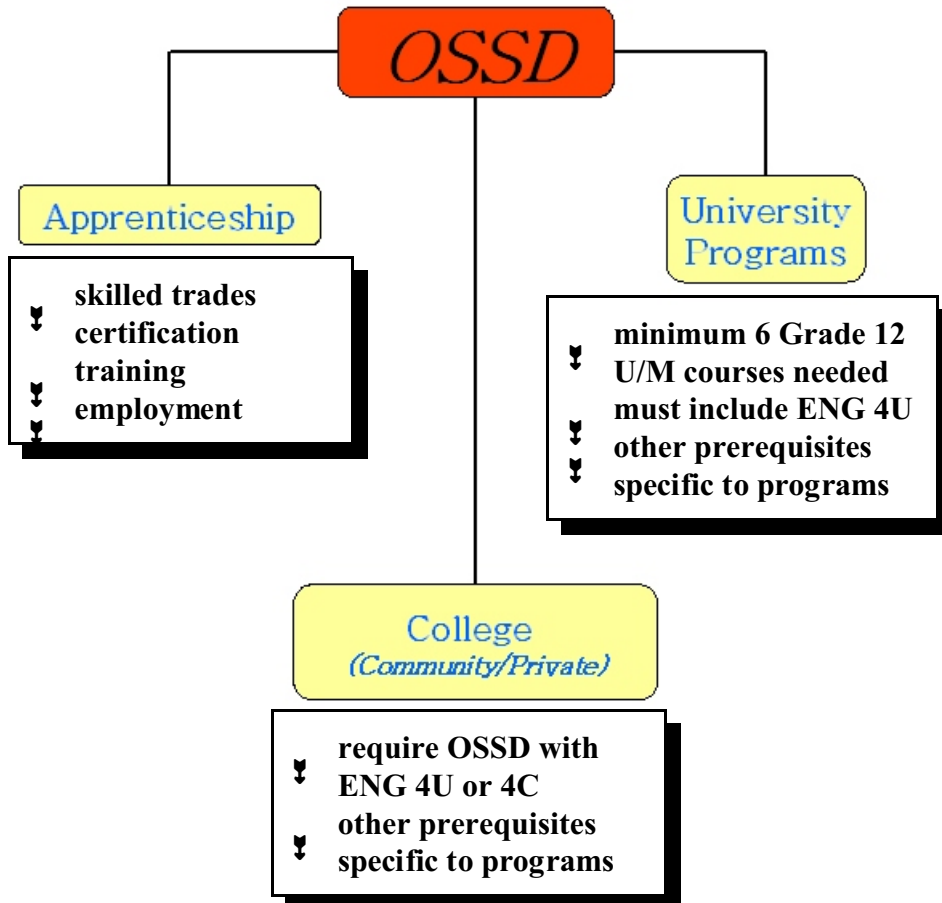 OSSD
Apprenticeship
skilled trades
certification
training
employment
University
Programs
minimum 6 Grade 12
U/M courses needed
must include ENG 4U
other prerequisites
specific to programs
College
(Community/Private)
require OSSD with
ENG 4U or 4C
other prerequisites
specific to programs